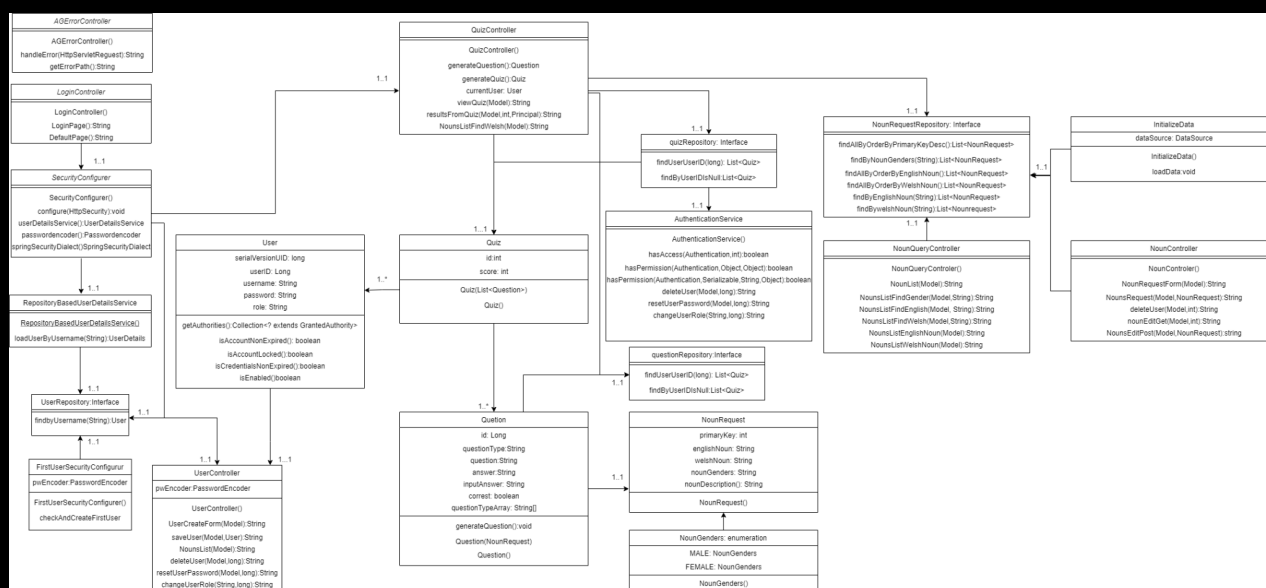 AGErrorController
AGErrorController()
handleError(HttpServletReguest):String
getErrorPath():String
LoginController
LoginController()
LoginPage():String
DefaultPage():String
1..1
SecurityConfigurer
SecurityConfigurer()
configure(HttpSecurity):void
userDetailsService():UserDetailsService
passwordencoder():Passwordencoder
springSecurityDialect()SpringSecurityDialect
1..1
RepositoryBasedUserDetailsService
RepositoryBasedUserDetailsService()
loadUserByUsername(String):UserDetails
1..1
UserRepository:Interface
findbyUsername(String):User
1..1
1..1
FirstUserSecurityConfigurur
pwEncoder:PasswordEncoder
FirstUserSecurityConfigurer()
checkAndCreateFirstUser
User
serialVersionUID: long
userID: Long
username: String
password: String
role: String
getAuthorities():Collection<? extends GrantedAuthority>
isAccountNonExpired(): boolean
isAccountLocked():boolean
isCredentialsNonExpired():boolean
isEnabled()boolean
1..1
1...1
UserController
pwEncoder:PasswordEncoder
UserController()
UserCreateForm(Model):String
saveUser(Model,User):String
NounsList(Model):String
deleteUser(Model,long):String
resetUserPassword(Model,long):String
changeUserRole(String,long):String
1..1
QuizController
QuizController()
generateQuestion():Question
generateQuiz():Quiz
currentUser: User
viewQuiz(Model):String
resultsFromQuiz(Model,int,Principal):String
NounsListFindWelsh(Model):String
1...1
Quiz
id:int
score: int
Quiz(List<Question>)
Quiz()
1..*
1..*
Quetion
id: Long
questionType:String
question:String
answer:String
inputAnswer: String
correst: boolean
questionTypeArray: String[]
generateQuestion():void
Question(NounRequest)
Question()
1..1
quizRepository: Interface
findUserUserID(long): List<Quiz>
findByUserIDIsNull:List<Quiz>
1..1
AuthenticationService
AuthenticationService()
hasAccess(Authentication,int):boolean
hasPermission(Authentication,Object,Object):boolean
hasPermission(Authentication,Serializable,String,Object):boolean
deleteUser(Model,long):String
resetUserPassword(Model,long):String
changeUserRole(String,long):String
questionRepository:Interface
findUserUserID(long): List<Quiz>
findByUserIDIsNull:List<Quiz>
1..1
NounRequest
primaryKey: int
englishNoun: String
welshNoun: String
nounGenders: String
nounDescription(): String
NounRequest()
1..1
NounGenders: enumeration
MALE: NounGenders
FEMALE: NounGenders
NounGenders()
1..1
NounRequestRepository: Interface
findAllByOrderByPrimaryKeyDesc():List<NounRequest>
findByNounGenders(String):List<NounRequest>
findAllByOrderByEnglishNoun():List<NounRequest>
findAllByOrderByWelshNoun():List<NounRequest>
findByEnglishNoun(String):List<NounRequest>
findBywelshNoun(String):List<Nounrequest>
1..1
NounQueryController
NounQueryControler()
NounList(Model):String
NounsListFindGender(Model,String):String
NounsListFindEnglish(Model, String):String
NounsListFindWelsh(Model,String):String
NounsListEnglishNoun(Model):String
NounsListWelshNoun(Model):String
1..1
InitializeData
dataSource: DataSource
InitializeData()
loadData:void
NounController
NounControler()
NounRequestForm(Model):String
NounsRequest(Model,NounRequest):String
deleteUser(Model,int):String
nounEditGet(Model,int):String
NounsEditPost(Model,NounRequest):string